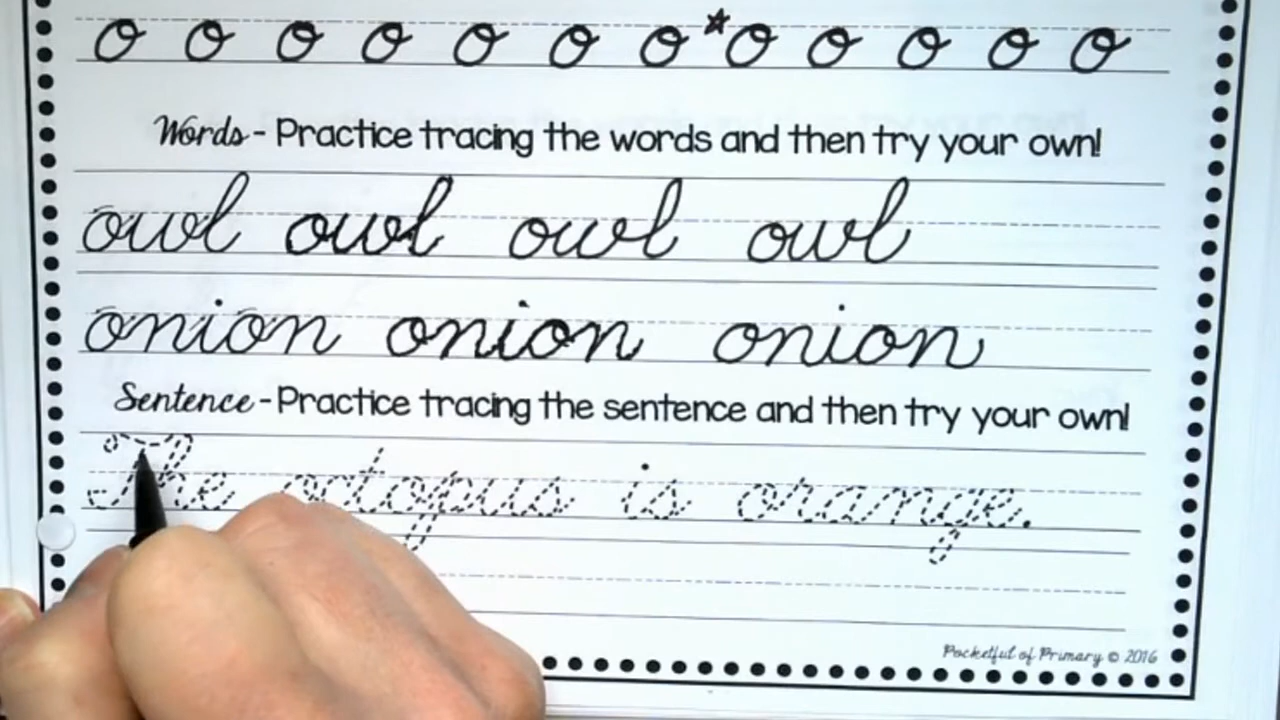 o o o o o o o o o o o o
Words - Practice tracing the words and then try your own!
owl owl owl owl
onion onion onion
Sentence - Practice tracing the sentence and then try your own!
The octopus is orange.
Pocketful of Primary © 2016